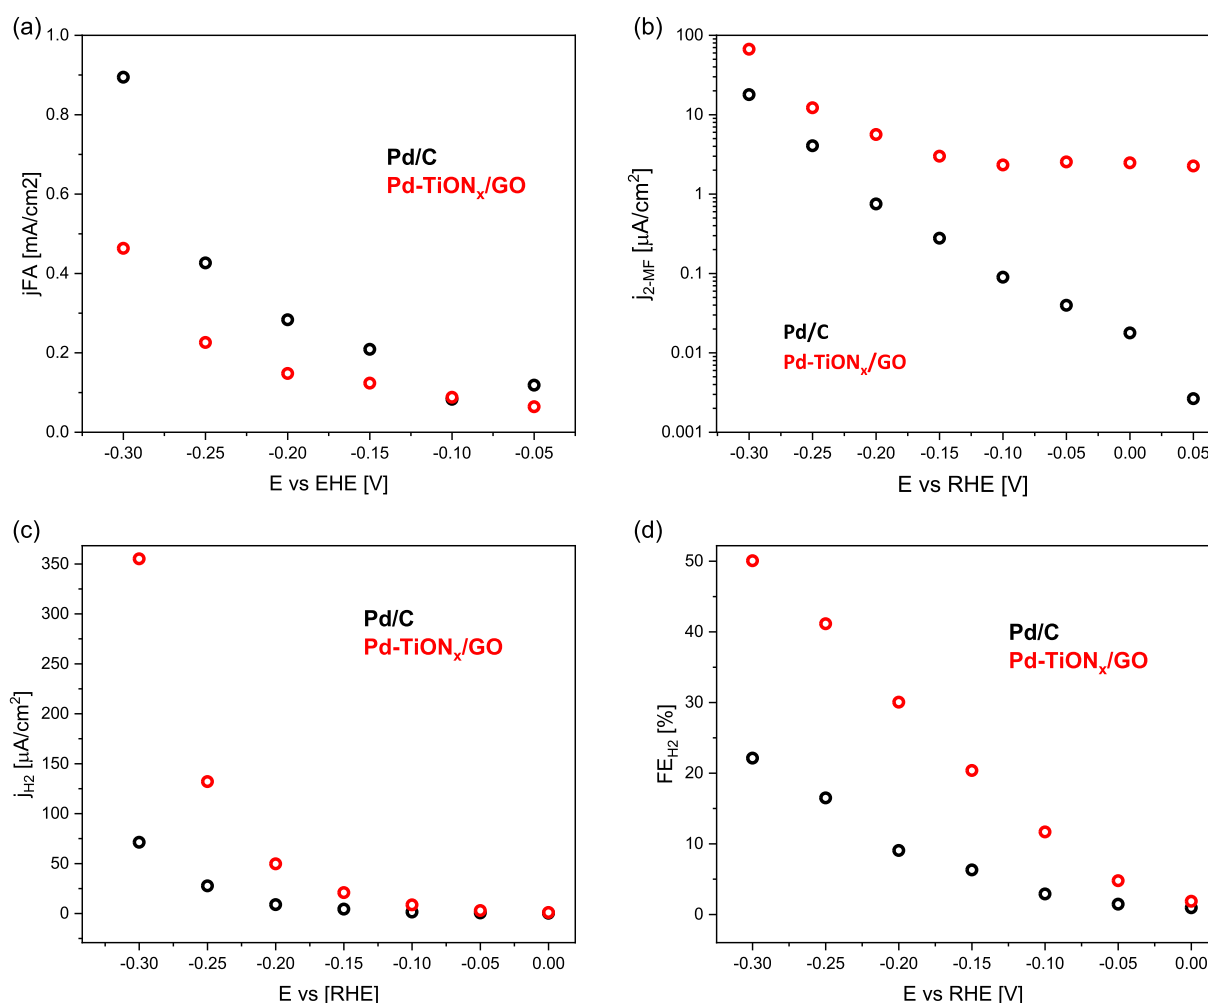 (a)
1.0
0.8
0.6
0.4
0.2
0.0
jFA [mA/cm2]
Pd/C
Pd-TiONx/GO
-0.30 -0.25 -0.20 -0.15 -0.10 -0.05
E vs EHE [V]
(b)
100
10
1
0.1
0.01
0.001
j2-MF [μA/cm²]
Pd/C
Pd-TiONx/GO
-0.30 -0.25 -0.20 -0.15 -0.10 -0.05 0.00 0.05
E vs RHE [V]
(c)
350
300
250
200
150
100
50
0
jH2 [μA/cm²]
Pd/C
Pd-TiONx/GO
-0.30 -0.25 -0.20 -0.15 -0.10 -0.05 0.00
E vs [RHE]
(d)
50
40
30
20
10
0
FEH2 [%]
Pd/C
Pd-TiONx/GO
-0.30 -0.25 -0.20 -0.15 -0.10 -0.05 0.00
E vs RHE [V]